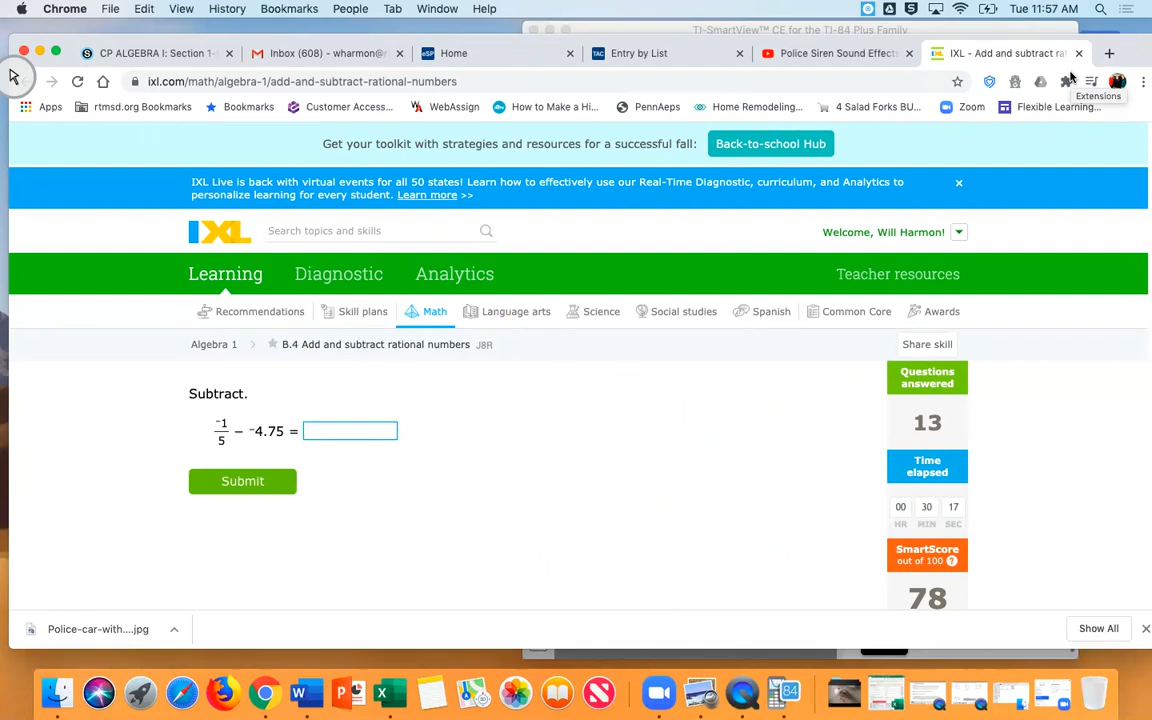 Chrome File Edit View History Bookmarks People Tab Window Help Tue 11:57 AM
TI-SmartView™ CE for the TI-84 Plus Family
CP ALGEBRA I: Section 1- Inbox (608) - wharmon@r Home Entry by List Police Siren Sound Effect IXL - Add and subtract ra
ixl.com/math/algebra-1/add-and-subtract-rational-numbers
Extensions
Apps rtmsd.org Bookmarks Bookmarks Customer Access... WebAssign How to Make a Hi... PennAeps Home Remodeling... 4 Salad Forks BU... Zoom Flexible Learning...
Get your toolkit with strategies and resources for a successful fall: Back-to-school Hub
IXL Live is back with virtual events for all 50 states! Learn how to effectively use our Real-Time Diagnostic, curriculum, and Analytics to
personalize learning for every student. Learn more >>
IXL Search topics and skills Welcome, Will Harmon!
Learning Diagnostic Analytics Teacher resources
Recommendations Skill plans Math Language arts Science Social studies Spanish Common Core Awards
Algebra 1 > B.4 Add and subtract rational numbers J8R Share skill
Questions
answered
13
Subtract.
⁻1/5 − ⁻4.75 =
Submit
Time
elapsed
00 30 17
HR MIN SEC
SmartScore
out of 100 ?
78
Police-car-with....jpg Show All
84